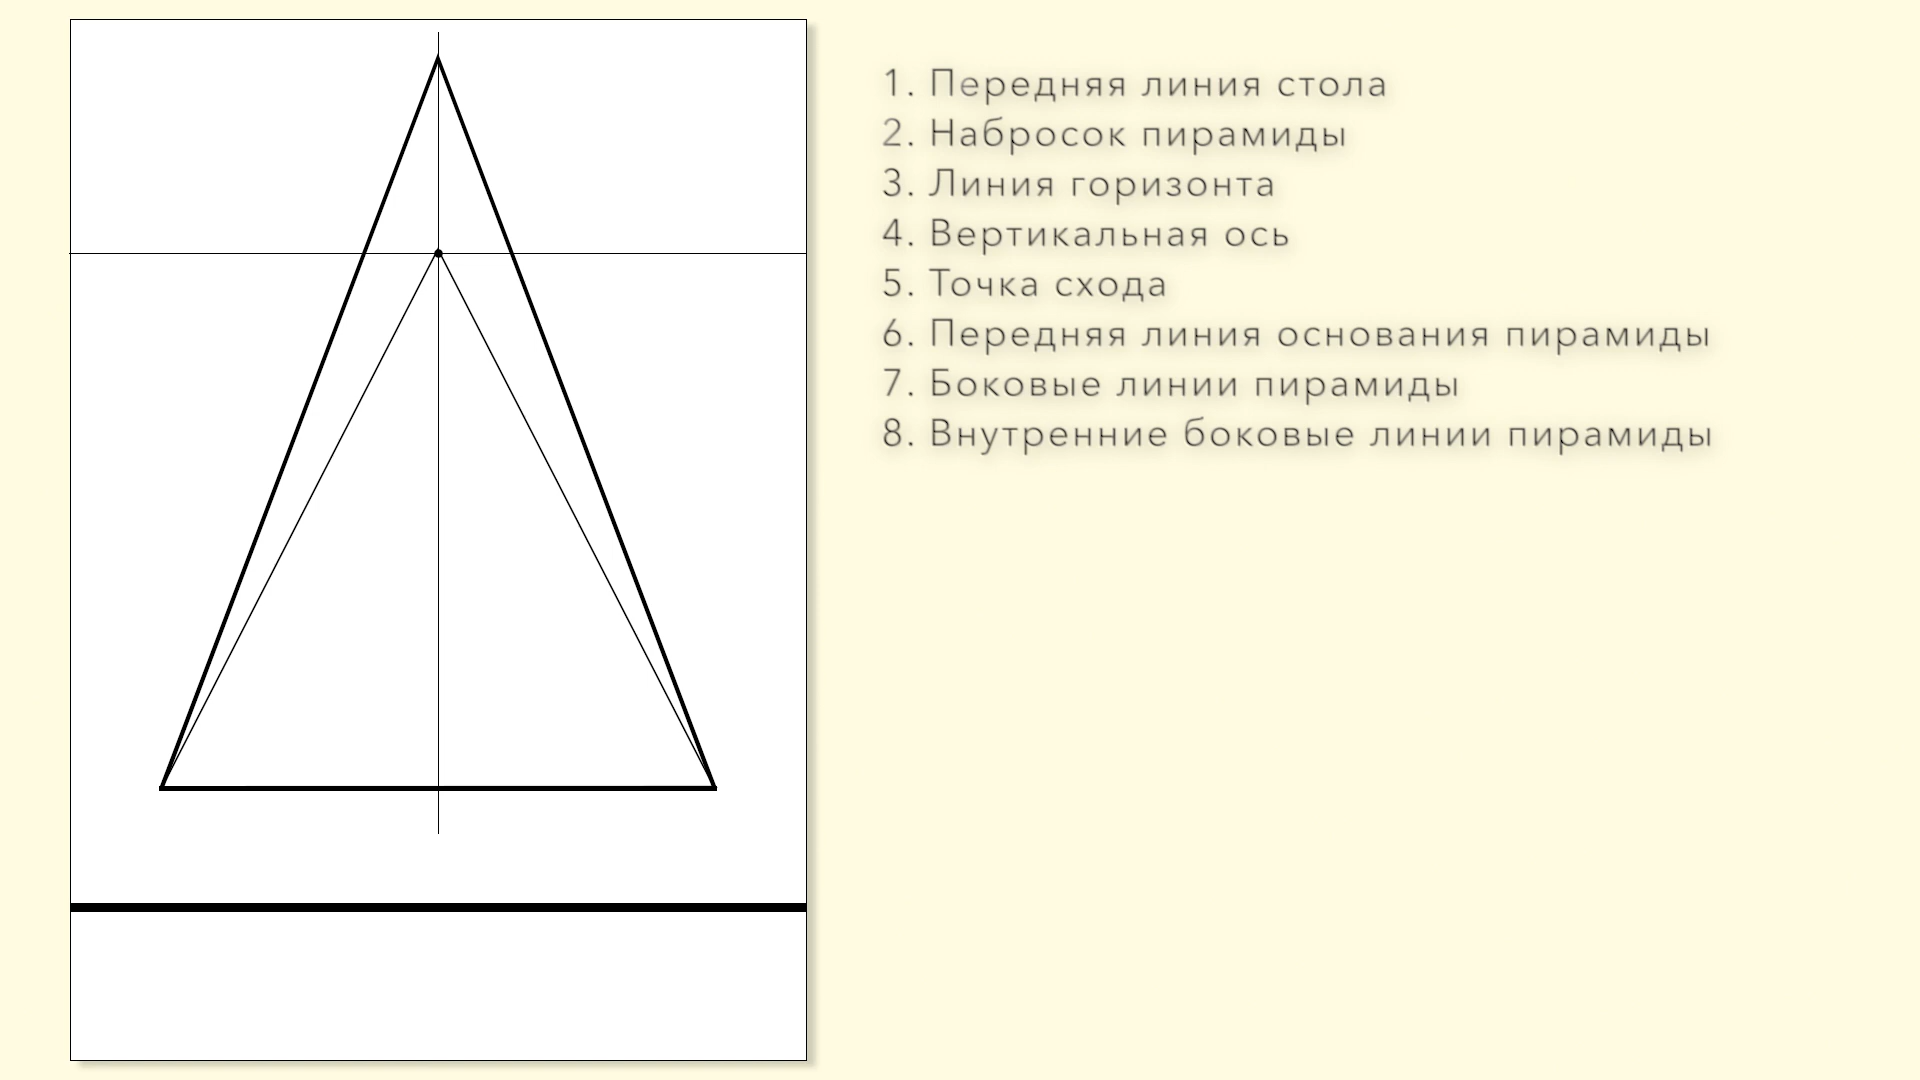 1. Передняя линия стола
2. Набросок пирамиды
3. Линия горизонта
4. Вертикальная ось
5. Точка схода
6. Передняя линия основания пирамиды
7. Боковые линии пирамиды
8. Внутренние боковые линии пирамиды